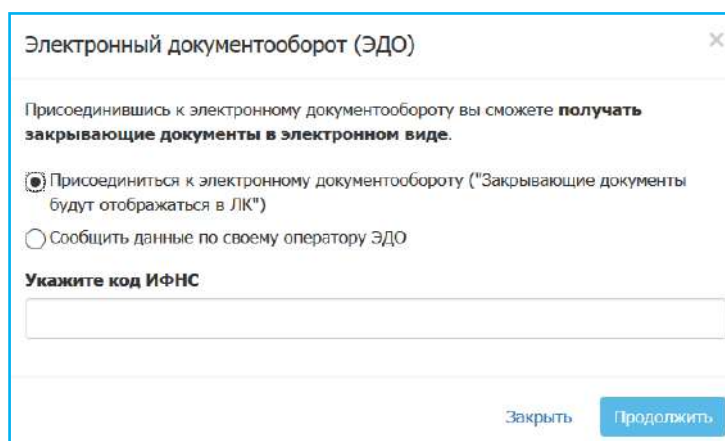 Электронный документооборот (ЭДО)
×
Присоединившись к электронному документообороту вы сможете получать
закрывающие документы в электронном виде.
Присоединиться к электронному документообороту ("Закрывающие документы
будут отображаться в ЛК")
Сообщить данные по своему оператору ЭДО
Укажите код ИФНС
Закрыть Продолжить